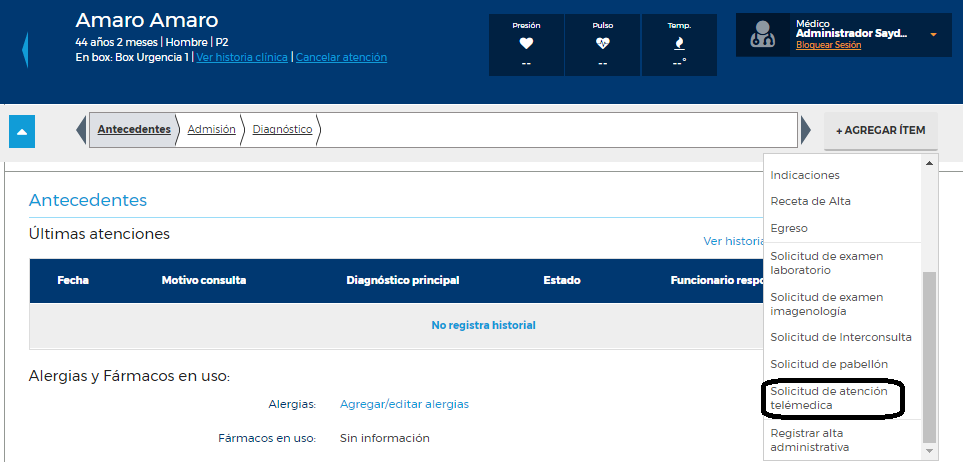 Amaro Amaro
44 años 2 meses | Hombre | P2
En box: Box Urgencia 1 | Ver historia clínica | Cancelar atención
Presión
--
Pulso
--
Temp.
--°
Médico
Administrador Sayd...
Bloquear Sesión
Antecedentes
Admisión
Diagnóstico
+ AGREGAR ÍTEM
Antecedentes
Últimas atenciones
Ver historia
Fecha
Motivo consulta
Diagnóstico principal
Estado
Funcionario respo
No registra historial
Alergias y Fármacos en uso:
Alergias:
Agregar/editar alergias
Fármacos en uso:
Sin información
Indicaciones
Receta de Alta
Egreso
Solicitud de examen
laboratorio
Solicitud de examen
imagenología
Solicitud de Interconsulta
Solicitud de pabellón
Solicitud de atención
telémedica
Registrar alta
administrativa